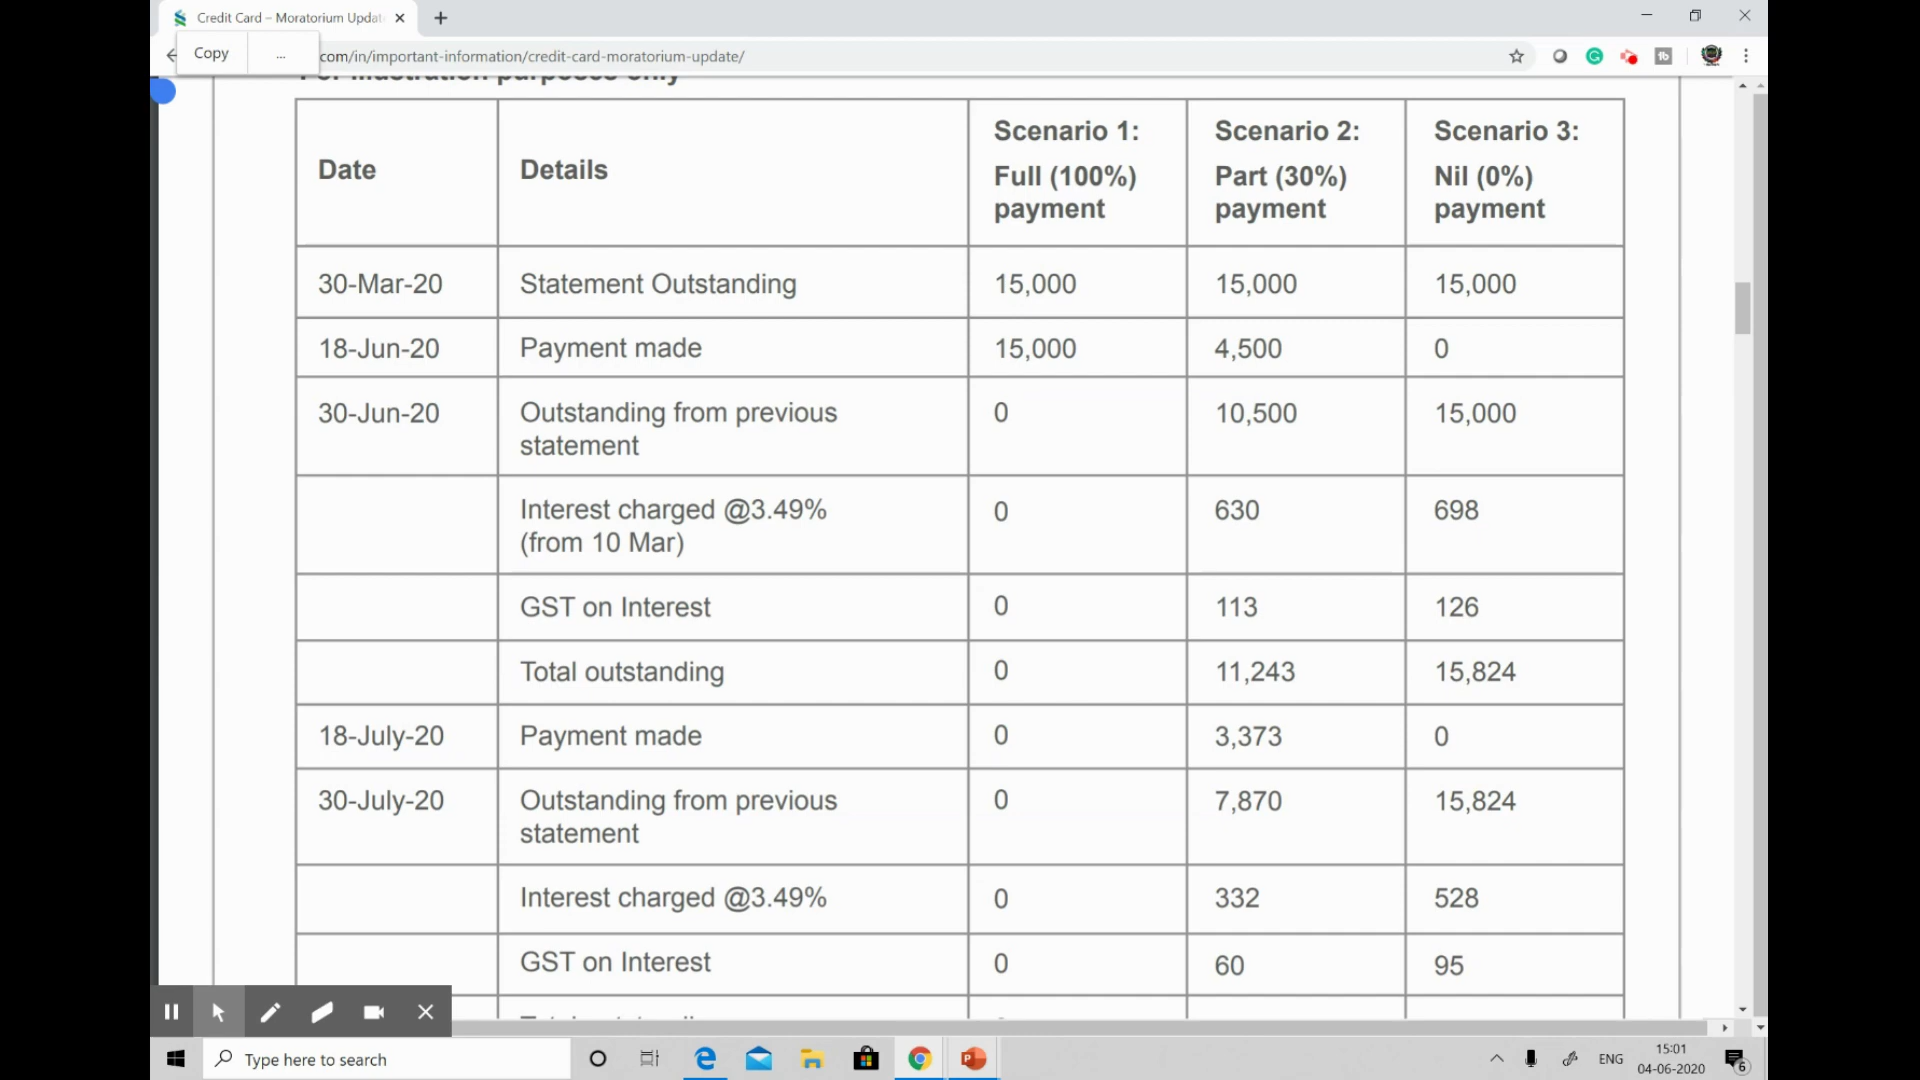 Credit Card – Moratorium Updat
Copy
...
com/in/important-information/credit-card-moratorium-update/
For illustration purposes only
Date
Details
Scenario 1:
Full (100%)
payment
Scenario 2:
Part (30%)
payment
Scenario 3:
Nil (0%)
payment
30-Mar-20 Statement Outstanding 15,000 15,000 15,000
18-Jun-20 Payment made 15,000 4,500 0
30-Jun-20 Outstanding from previous 0 10,500 15,000
statement
Interest charged @3.49% 0 630 698
(from 10 Mar)
GST on Interest 0 113 126
Total outstanding 0 11,243 15,824
18-July-20 Payment made 0 3,373 0
30-July-20 Outstanding from previous 0 7,870 15,824
statement
Interest charged @3.49% 0 332 528
GST on Interest 0 60 95
Type here to search
ENG
15:01
04-06-2020
6